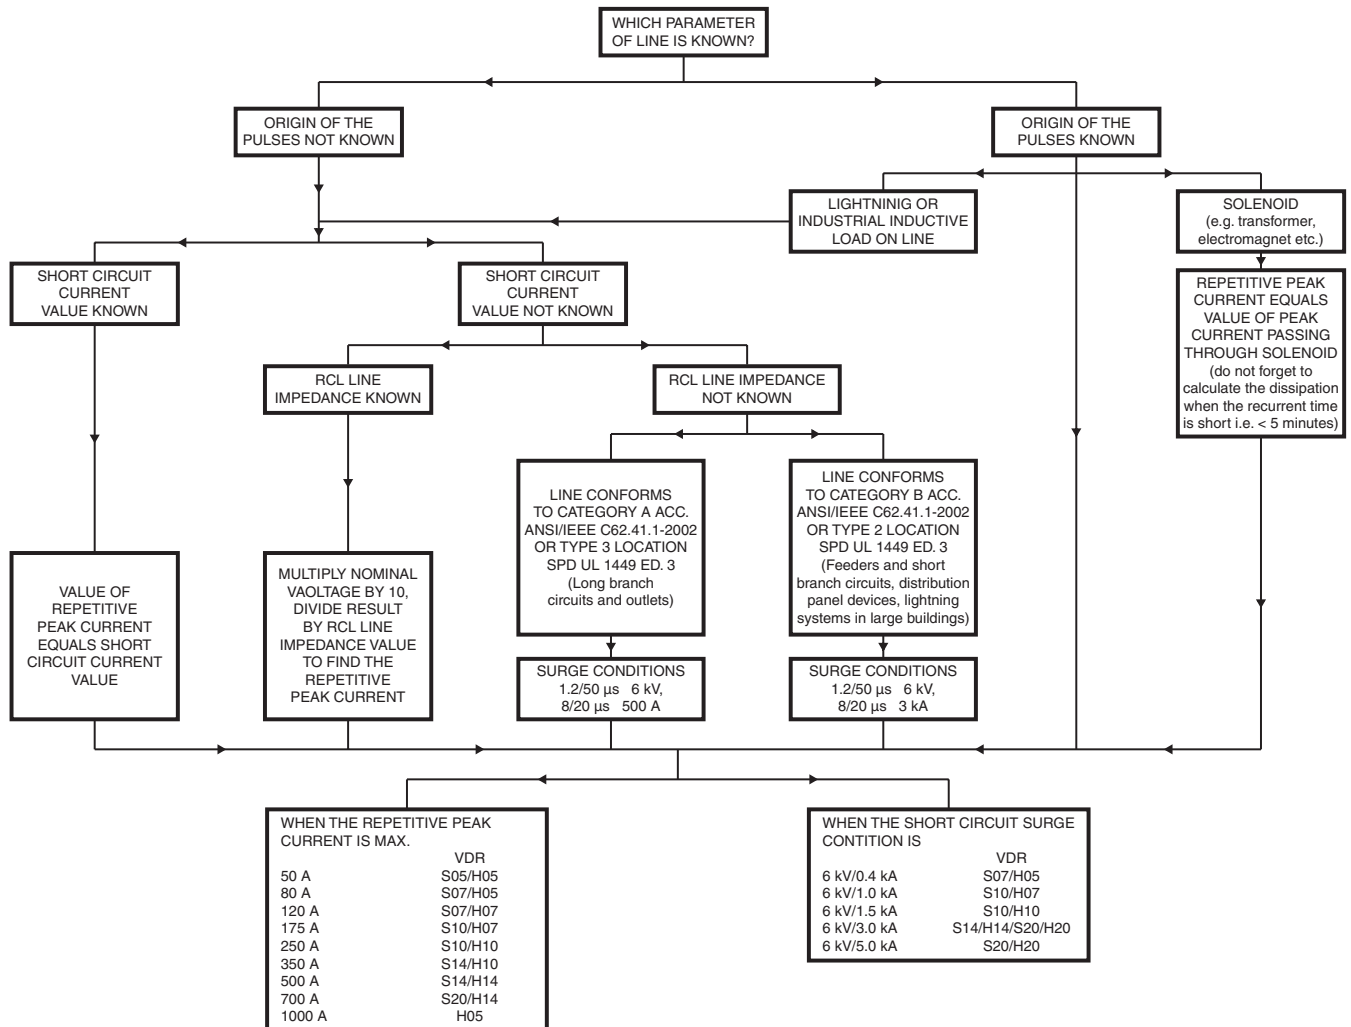 WHICH PARAMETER
OF LINE IS KNOWN?
ORIGIN OF THE
PULSES NOT KNOWN
ORIGIN OF THE
PULSES KNOWN
LIGHTNINIG OR
INDUSTRIAL INDUCTIVE
LOAD ON LINE
SOLENOID
(e.g. transformer,
electromagnet etc.)
SHORT CIRCUIT
CURRENT
VALUE KNOWN
SHORT CIRCUIT
CURRENT
VALUE NOT KNOWN
REPETITIVE PEAK
CURRENT EQUALS
VALUE OF PEAK
CURRENT PASSING
THROUGH SOLENOID
(do not forget to
calculate the dissipation
when the recurrent time
is short i.e. < 5 minutes)
RCL LINE
IMPEDANCE KNOWN
RCL LINE IMPEDANCE
NOT KNOWN
VALUE OF
REPETITIVE
PEAK CURRENT
EQUALS SHORT
CIRCUIT CURRENT
VALUE
MULTIPLY NOMINAL
VAOLTAGE BY 10,
DIVIDE RESULT
BY RCL LINE
IMPEDANCE VALUE
TO FIND THE
REPETITIVE
PEAK CURRENT
LINE CONFORMS
TO CATEGORY A ACC.
ANSI/IEEE C62.41.1-2002
OR TYPE 3 LOCATION
SPD UL 1449 ED. 3
(Long branch
circuits and outlets)
LINE CONFORMS
TO CATEGORY B ACC.
ANSI/IEEE C62.41.1-2002
OR TYPE 2 LOCATION
SPD UL 1449 ED. 3
(Feeders and short
branch circuits, distribution
panel devices, lightning
systems in large buildings)
SURGE CONDITIONS
1.2/50 µs 6 kV,
8/20 µs 500 A
SURGE CONDITIONS
1.2/50 µs 6 kV,
8/20 µs 3 kA
WHEN THE REPETITIVE PEAK
CURRENT IS MAX.
VDR
50 A S05/H05
80 A S07/H05
120 A S07/H07
175 A S10/H07
250 A S10/H10
350 A S14/H10
500 A S14/H14
700 A S20/H14
1000 A H05
WHEN THE SHORT CIRCUIT SURGE
CONTITION IS
VDR
6 kV/0.4 kA S07/H05
6 kV/1.0 kA S10/H07
6 kV/1.5 kA S10/H10
6 kV/3.0 kA S14/H14/S20/H20
6 kV/5.0 kA S20/H20